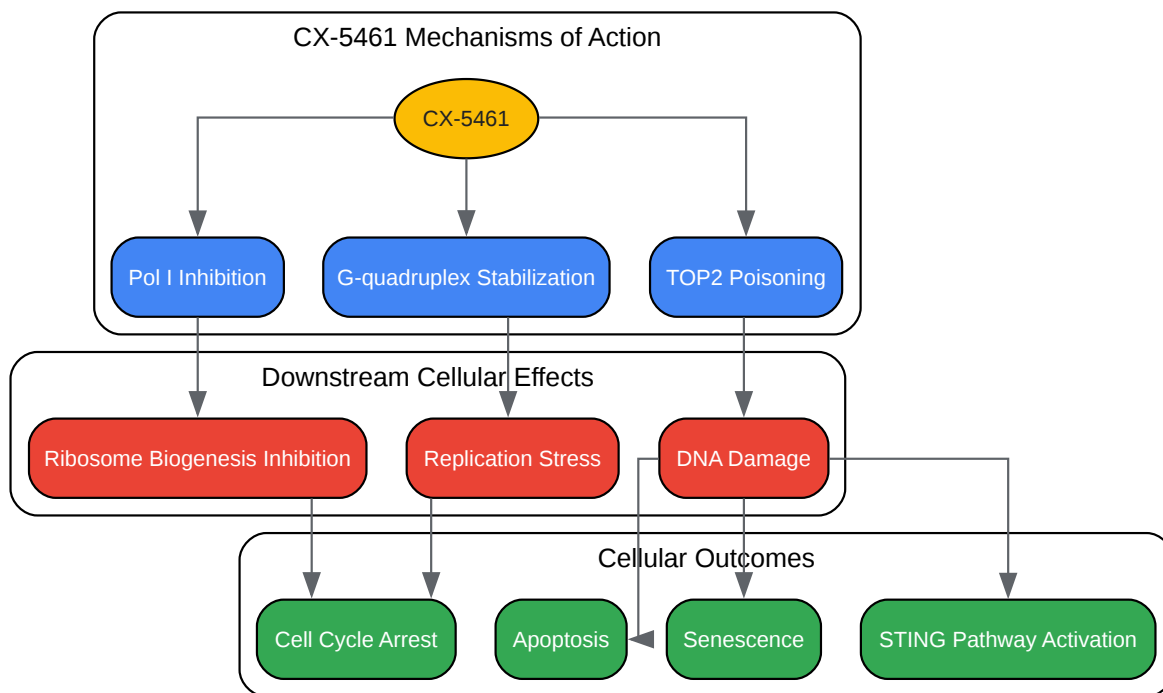 CX-5461 Mechanisms of Action
CX-5461
Pol I Inhibition
G-quadruplex Stabilization
TOP2 Poisoning
Downstream Cellular Effects
Ribosome Biogenesis Inhibition
Replication Stress
DNA Damage
Cellular Outcomes
Cell Cycle Arrest
Apoptosis
Senescence
STING Pathway Activation